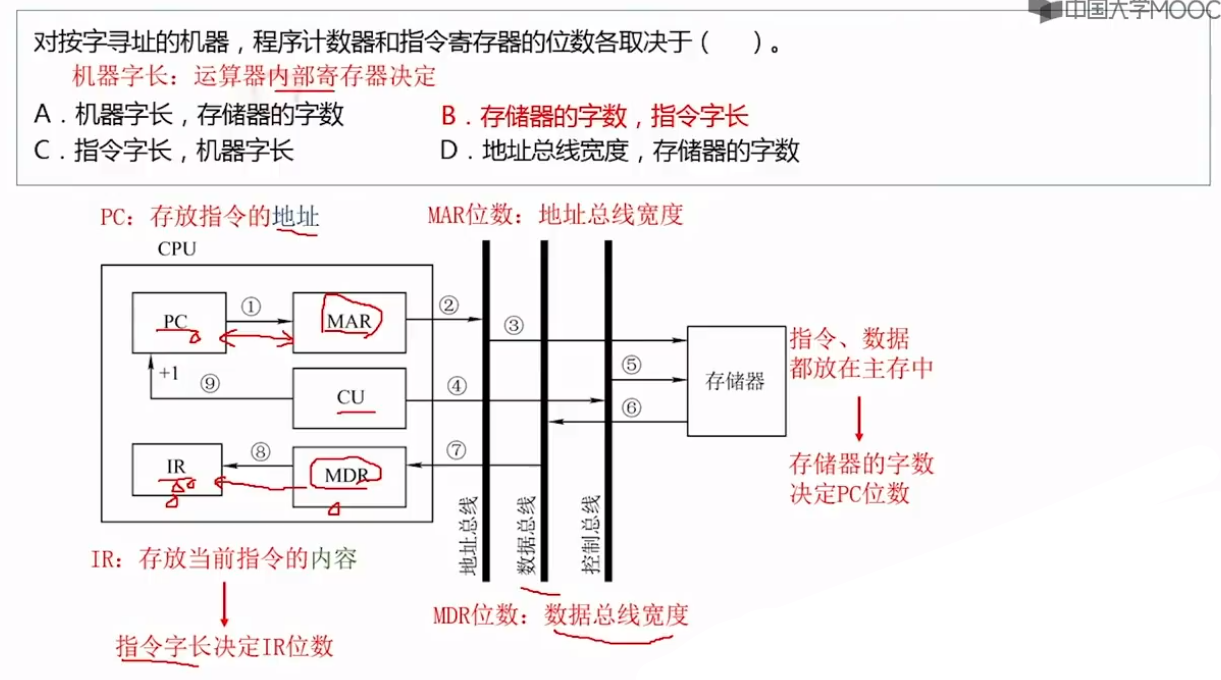 中国大学MOOC
对按字寻址的机器，程序计数器和指令寄存器的位数各取决于（　　）。
机器字长：运算器内部寄存器决定
A．机器字长，存储器的字数
B．存储器的字数，指令字长
C．指令字长，机器字长
D．地址总线宽度，存储器的字数
PC：存放指令的地址
MAR位数：地址总线宽度
CPU
PC
①
MAR
②
③
+1
⑨
CU
④
⑤
⑥
存储器
指令、数据
都放在主存中
存储器的字数
决定PC位数
IR
⑧
MDR
⑦
地址总线
数据总线
控制总线
IR：存放当前指令的内容
MDR位数：数据总线宽度
指令字长决定IR位数